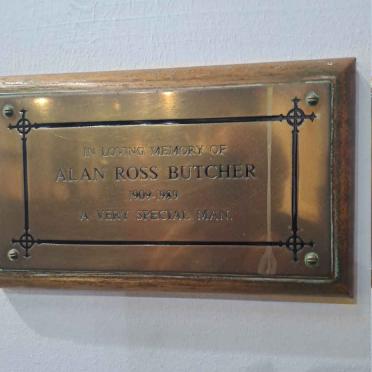 IN LOVING MEMORY OF
ALAN ROSS BUTCHER
1909-1989
A VERY SPECIAL MAN.